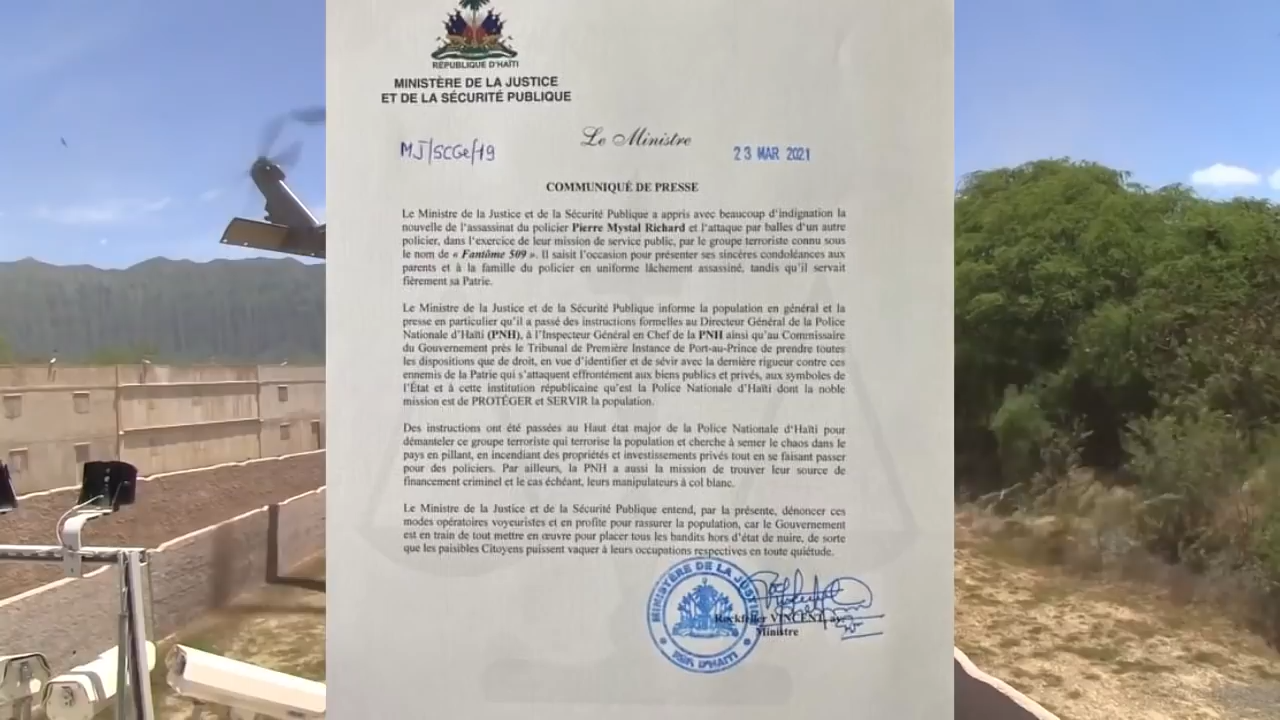 RÉPUBLIQUE D'HAÏTI
MINISTÈRE DE LA JUSTICE
ET DE LA SÉCURITÉ PUBLIQUE
Le Ministre
MJ/SCGe/19
23 MAR 2021
COMMUNIQUÉ DE PRESSE
Le Ministre de la Justice et de la Sécurité Publique a appris avec beaucoup d'indignation la
nouvelle de l'assassinat du policier Pierre Mystal Richard et l'attaque par balles d'un autre
policier, dans l'exercice de leur mission de service public, par le groupe terroriste connu sous
le nom de « Fantôme 509 ». Il saisit l'occasion pour présenter ses sincères condoléances aux
parents et à la famille du policier en uniforme lâchement assassiné, tandis qu'il servait
fièrement sa Patrie.
Le Ministre de la Justice et de la Sécurité Publique informe la population en général et la
presse en particulier qu'il a passé des instructions formelles au Directeur Général de la Police
Nationale d'Haïti (PNH), à l'Inspecteur Général en Chef de la PNH ainsi qu'au Commissaire
du Gouvernement près le Tribunal de Première Instance de Port-au-Prince de prendre toutes
les dispositions que de droit, en vue d'identifier et de sévir avec la dernière rigueur contre ces
ennemis de la Patrie qui s'attaquent effrontément aux biens publics et privés, aux symboles de
l'État et à cette institution républicaine qu'est la Police Nationale d'Haïti dont la noble
mission est de PROTÉGER et SERVIR la population.
Des instructions ont été passées au Haut état major de la Police Nationale d'Haïti pour
démanteler ce groupe terroriste qui terrorise la population et cherche à semer le chaos dans le
pays en pillant, en incendiant des propriétés et investissements privés tout en se faisant passer
pour des policiers. Par ailleurs, la PNH a aussi la mission de trouver leur source de
financement criminel et le cas échéant, leurs manipulateurs à col blanc.
Le Ministre de la Justice et de la Sécurité Publique entend, par la présente, dénoncer ces
modes opératoires voyeuristes et en profite pour rassurer la population, car le Gouvernement
est en train de tout mettre en œuvre pour placer tous les bandits hors d'état de nuire, de sorte
que les paisibles Citoyens puissent vaquer à leurs occupations respectives en toute quiétude.
MINISTÈRE DE LA JUSTICE
REP. D'HAITI
Rockfeller VINCENT, av.
Ministre